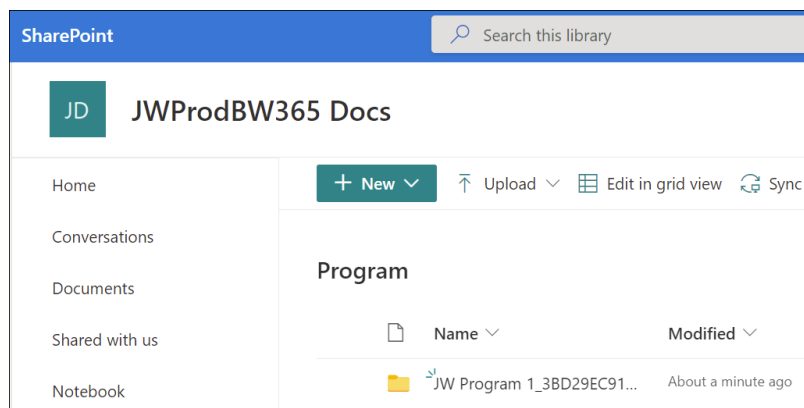 SharePoint
Search this library
JD
JWProdBW365 Docs
Home
Conversations
Documents
Shared with us
Notebook
New
Upload
Edit in grid view
Sync
Program
Name
Modified
JW Program 1_3BD29EC91...
About a minute ago